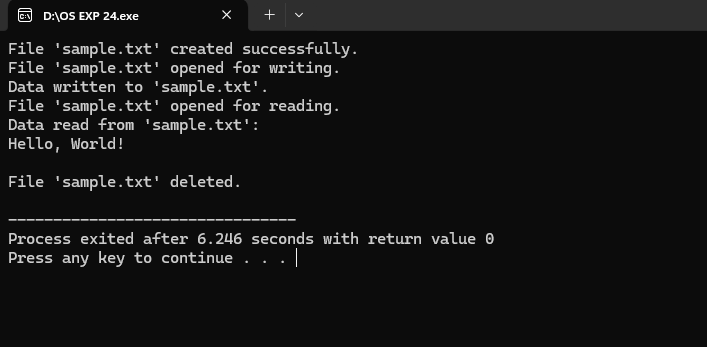 D:\OS EXP 24.exe
File 'sample.txt' created successfully.
File 'sample.txt' opened for writing.
Data written to 'sample.txt'.
File 'sample.txt' opened for reading.
Data read from 'sample.txt':
Hello, World!
File 'sample.txt' deleted.
--------------------------------
Process exited after 6.246 seconds with return value 0
Press any key to continue . . .